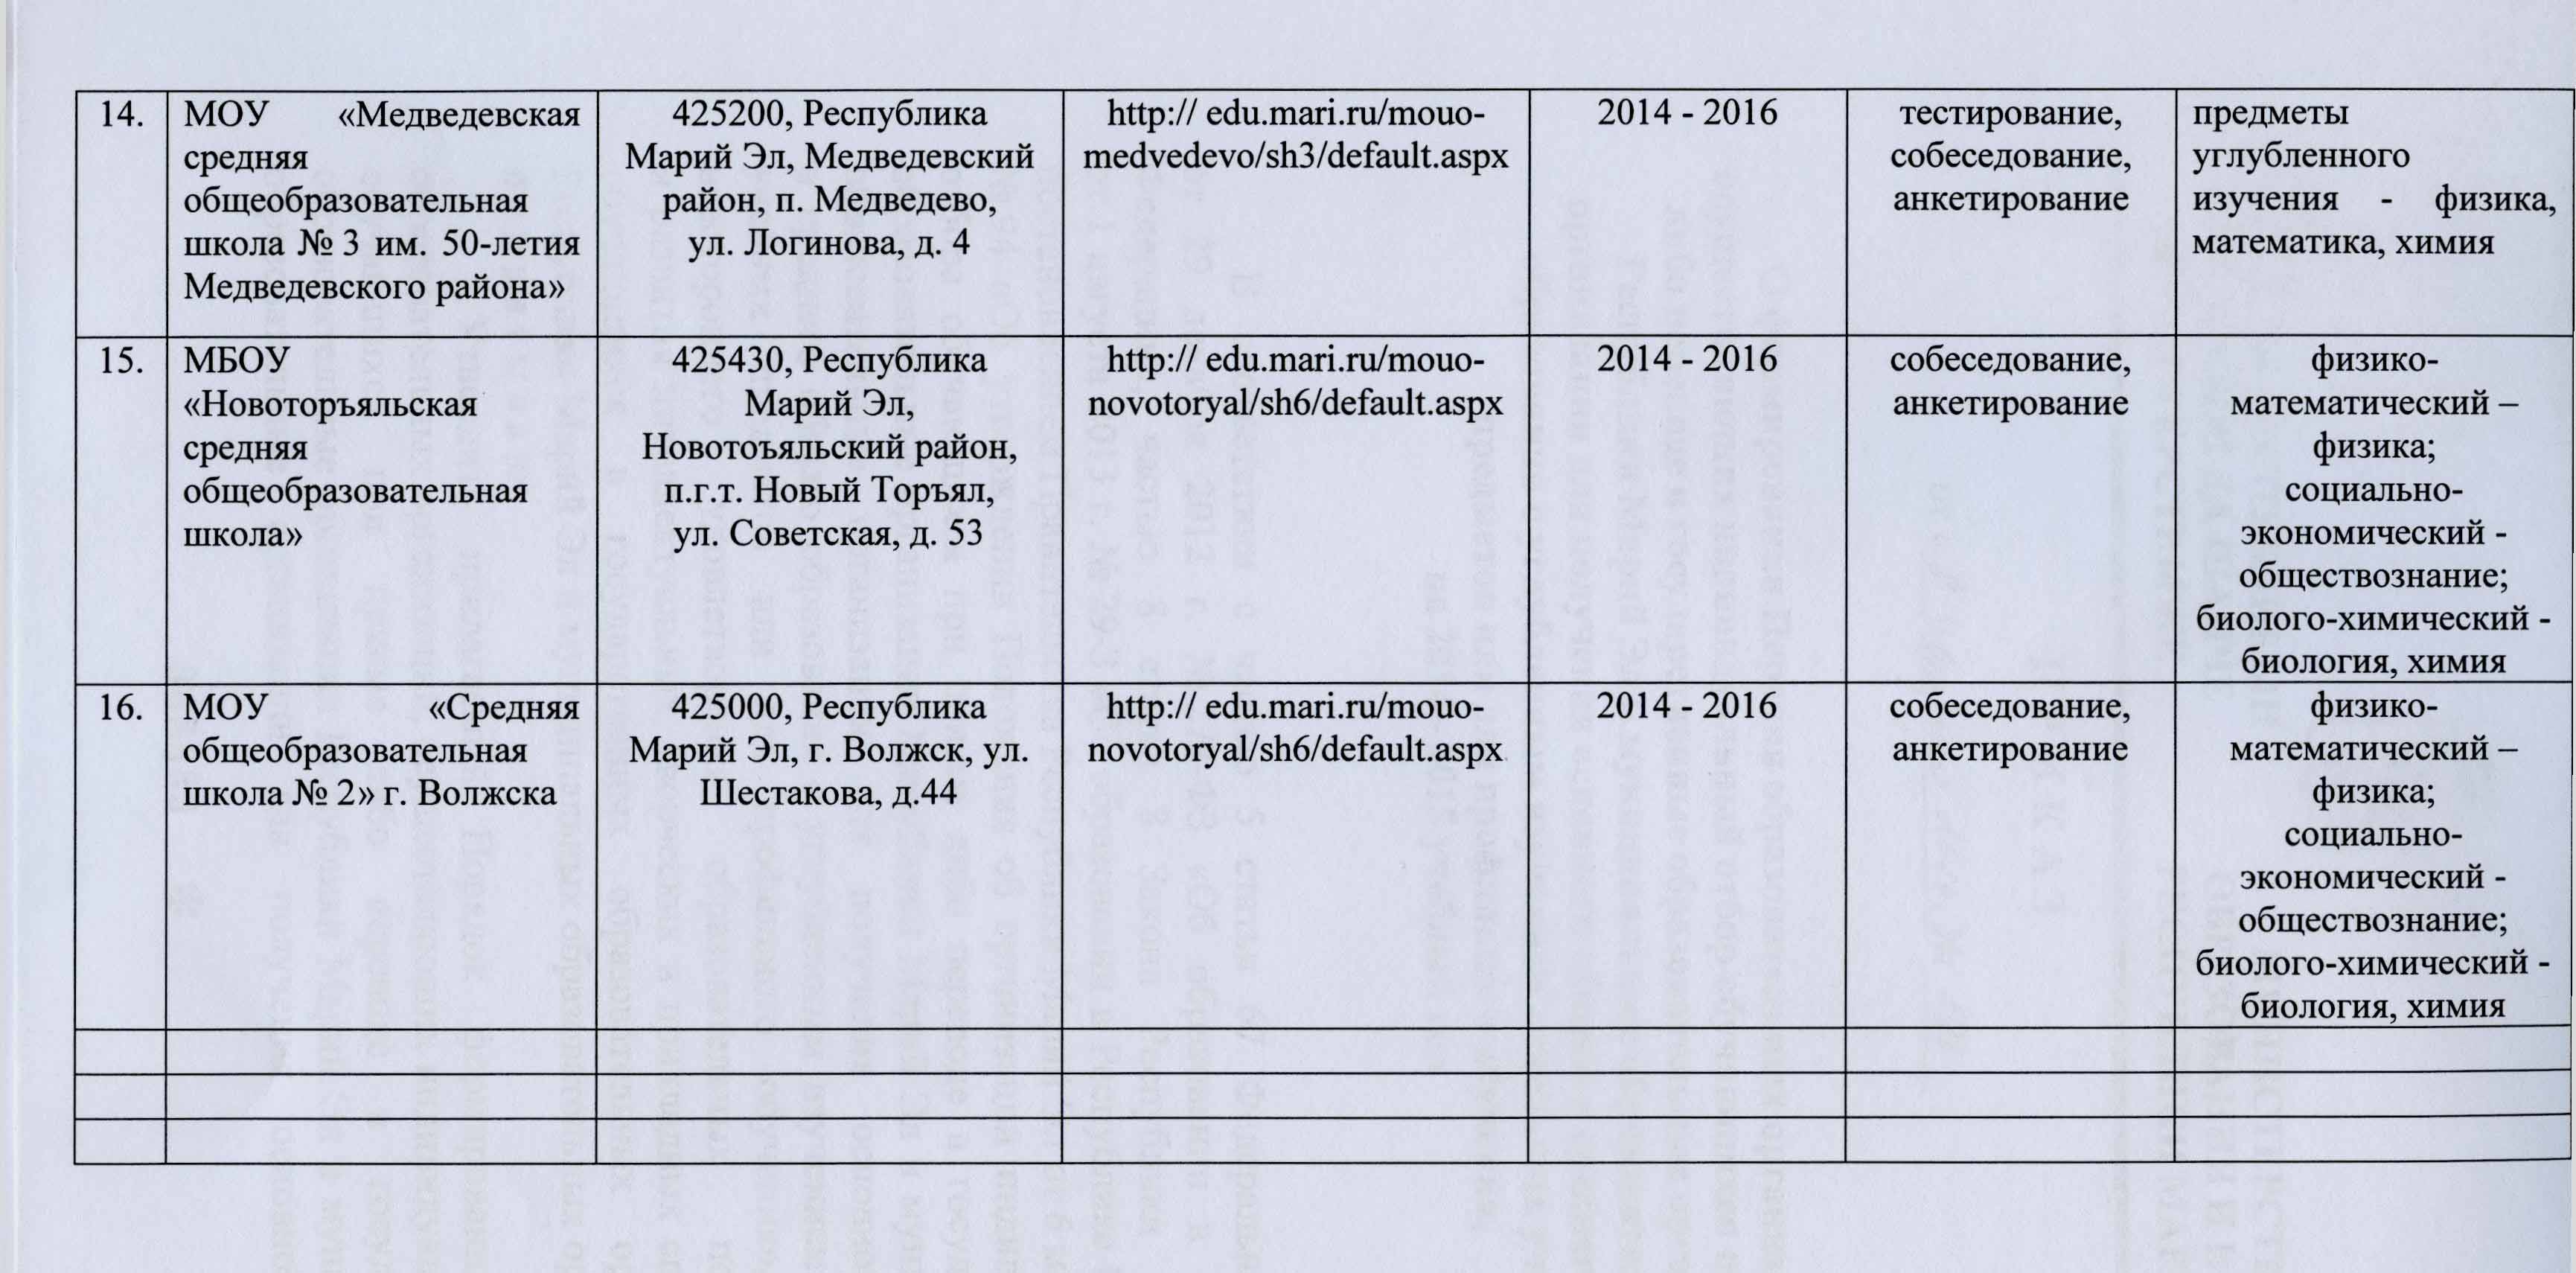 14.
МОУ «Медведевская
средняя
общеобразовательная
школа № 3 им. 50-летия
Медведевского района»
425200, Республика
Марий Эл, Медведевский
район, п. Медведево,
ул. Логинова, д. 4
http:// edu.mari.ru/mouo-
medvedevo/sh3/default.aspx
2014 - 2016
тестирование,
собеседование,
анкетирование
предметы
углубленного
изучения - физика,
математика, химия
15.
МБОУ
«Новоторъяльская
средняя
общеобразовательная
школа»
425430, Республика
Марий Эл,
Новотоъяльский район,
п.г.т. Новый Торъял,
ул. Советская, д. 53
http:// edu.mari.ru/mouo-
novotoryal/sh6/default.aspx
2014 - 2016
собеседование,
анкетирование
физико-
математический –
физика;
социально-
экономический -
обществознание;
биолого-химический -
биология, химия
16.
МОУ «Средняя
общеобразовательная
школа № 2» г. Волжска
425000, Республика
Марий Эл, г. Волжск, ул.
Шестакова, д.44
http:// edu.mari.ru/mouo-
novotoryal/sh6/default.aspx
2014 - 2016
собеседование,
анкетирование
физико-
математический –
физика;
социально-
экономический -
обществознание;
биолого-химический -
биология, химия